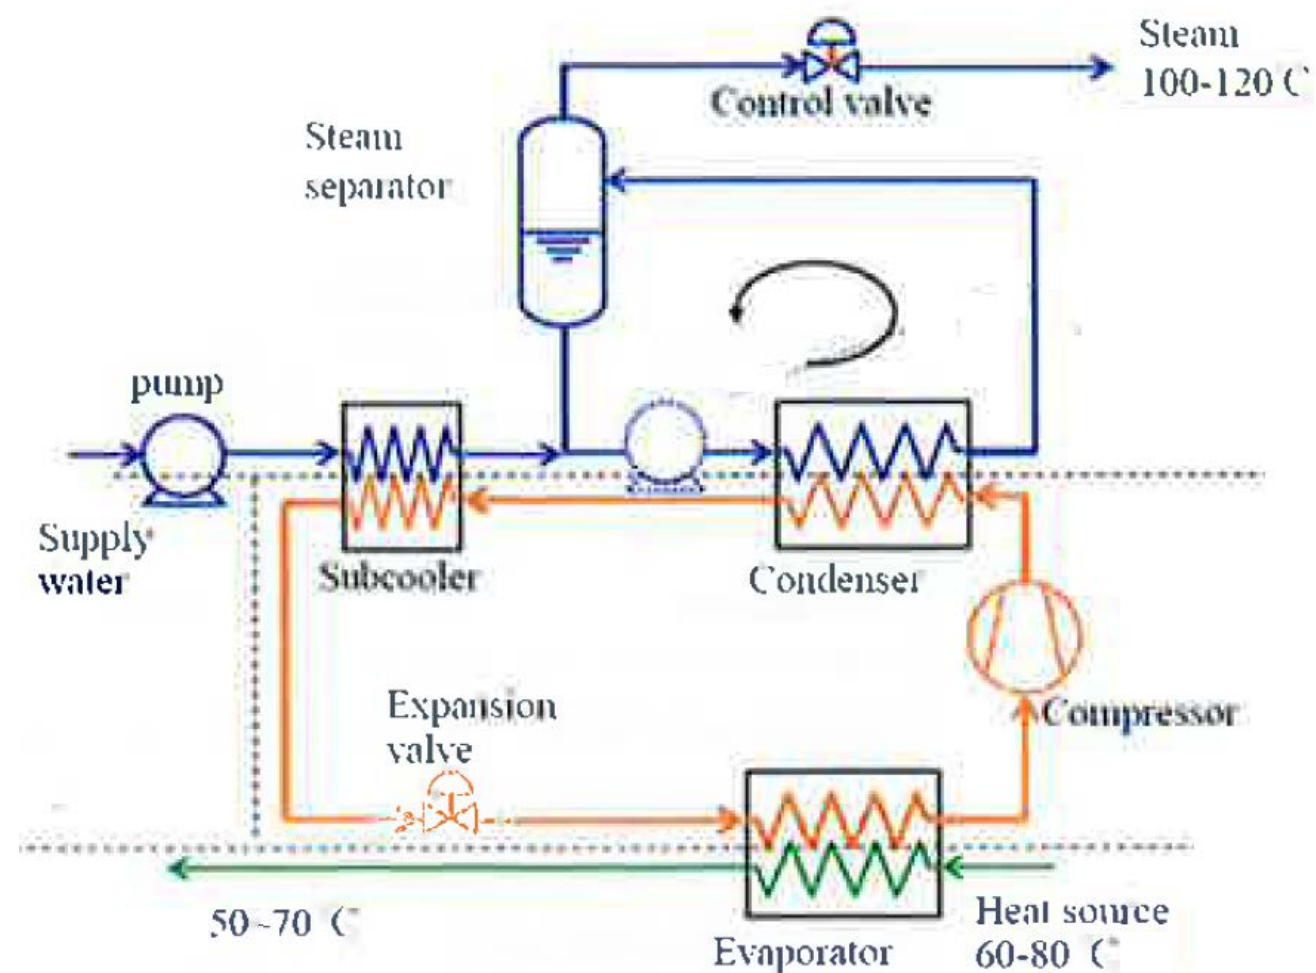 Steam
100-120℃
Control valve
Steam
separator
pump
Supply
water
Subcooler
Condenser
Expansion
valve
Compressor
50~70 ℃
Heat source
60-80 ℃
Evaporator